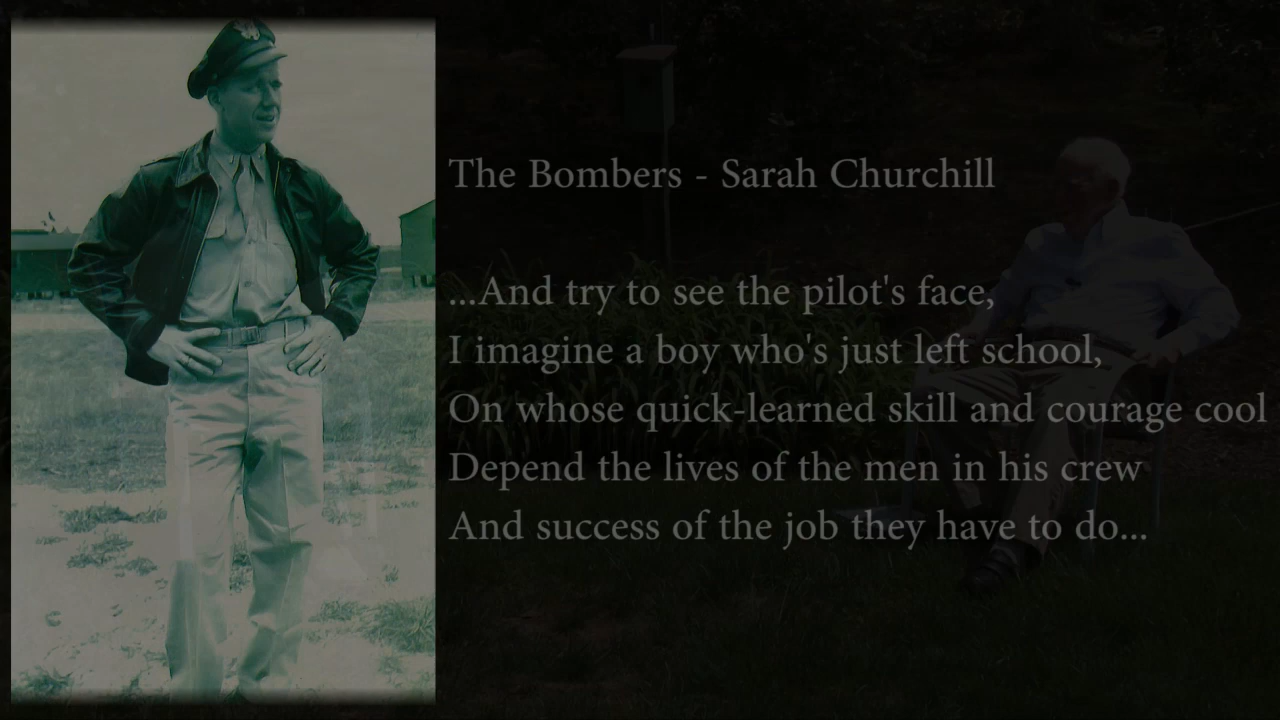 The Bombers - Sarah Churchill
...And try to see the pilot's face,
I imagine a boy who's just left school,
On whose quick-learned skill and courage cool
Depend the lives of the men in his crew
And success of the job they have to do...